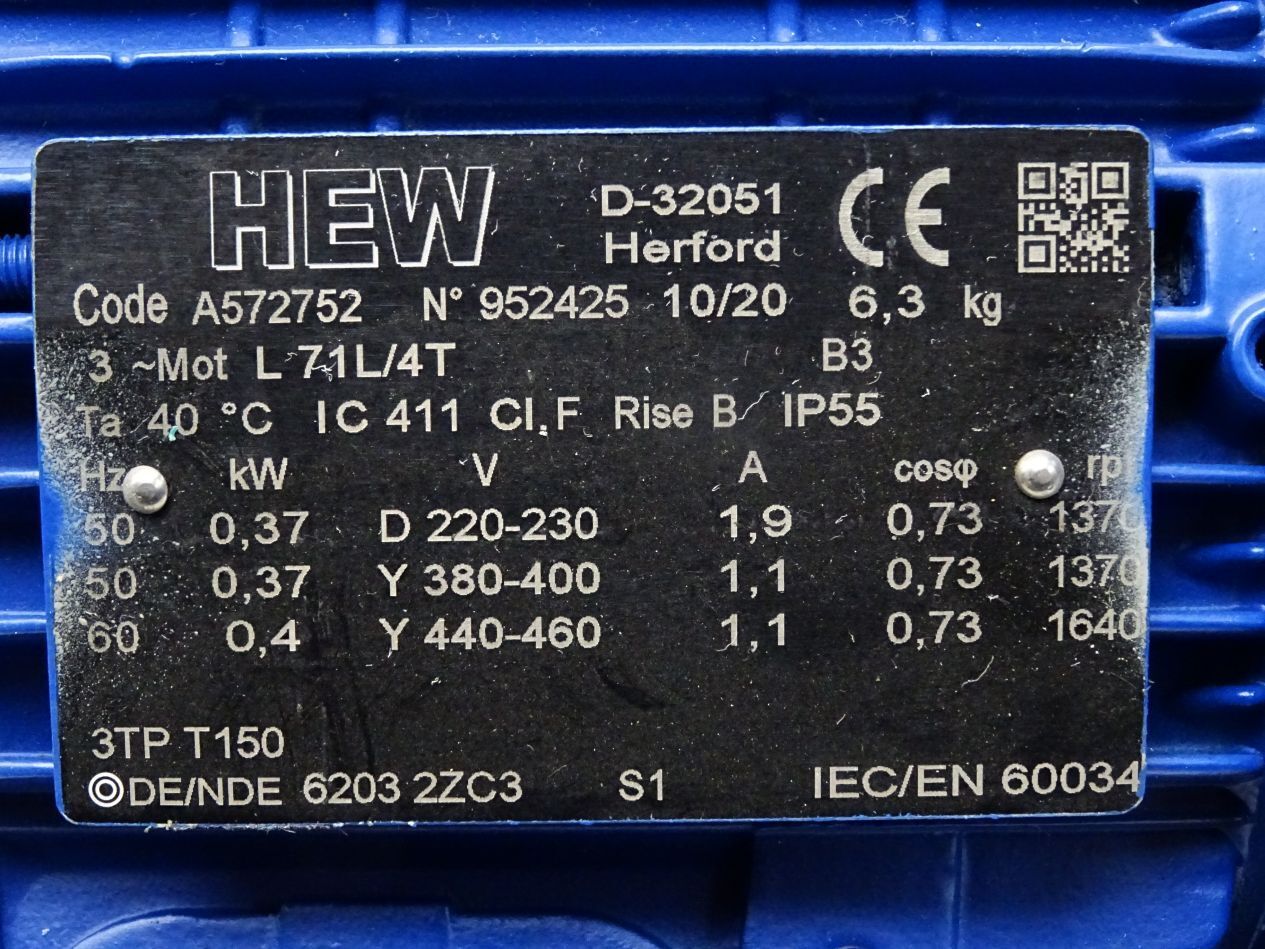 HEW
D-32051
Herford
CE
Code A572752 N° 952425 10/20 6,3 kg
3 ~Mot L 71L/4T B3
Ta 40 °C IC 411 Cl.F Rise B IP55
Hz kW V A cosφ rp
50 0,37 D 220-230 1,9 0,73 1370
50 0,37 Y 380-400 1,1 0,73 1370
60 0,4 Y 440-460 1,1 0,73 1640
3TP T150
DE/NDE 6203 2ZC3 S1 IEC/EN 60034